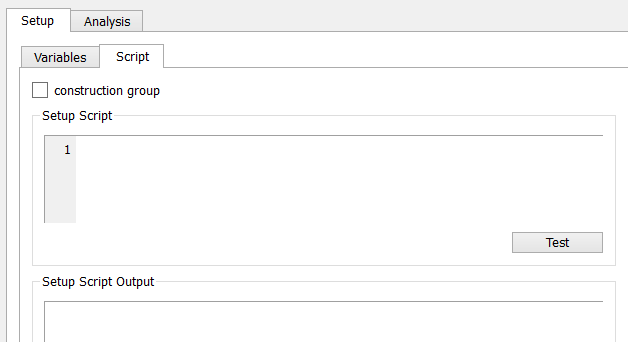 Setup Analysis
Variables Script
construction group
Setup Script
1
Test
Setup Script Output